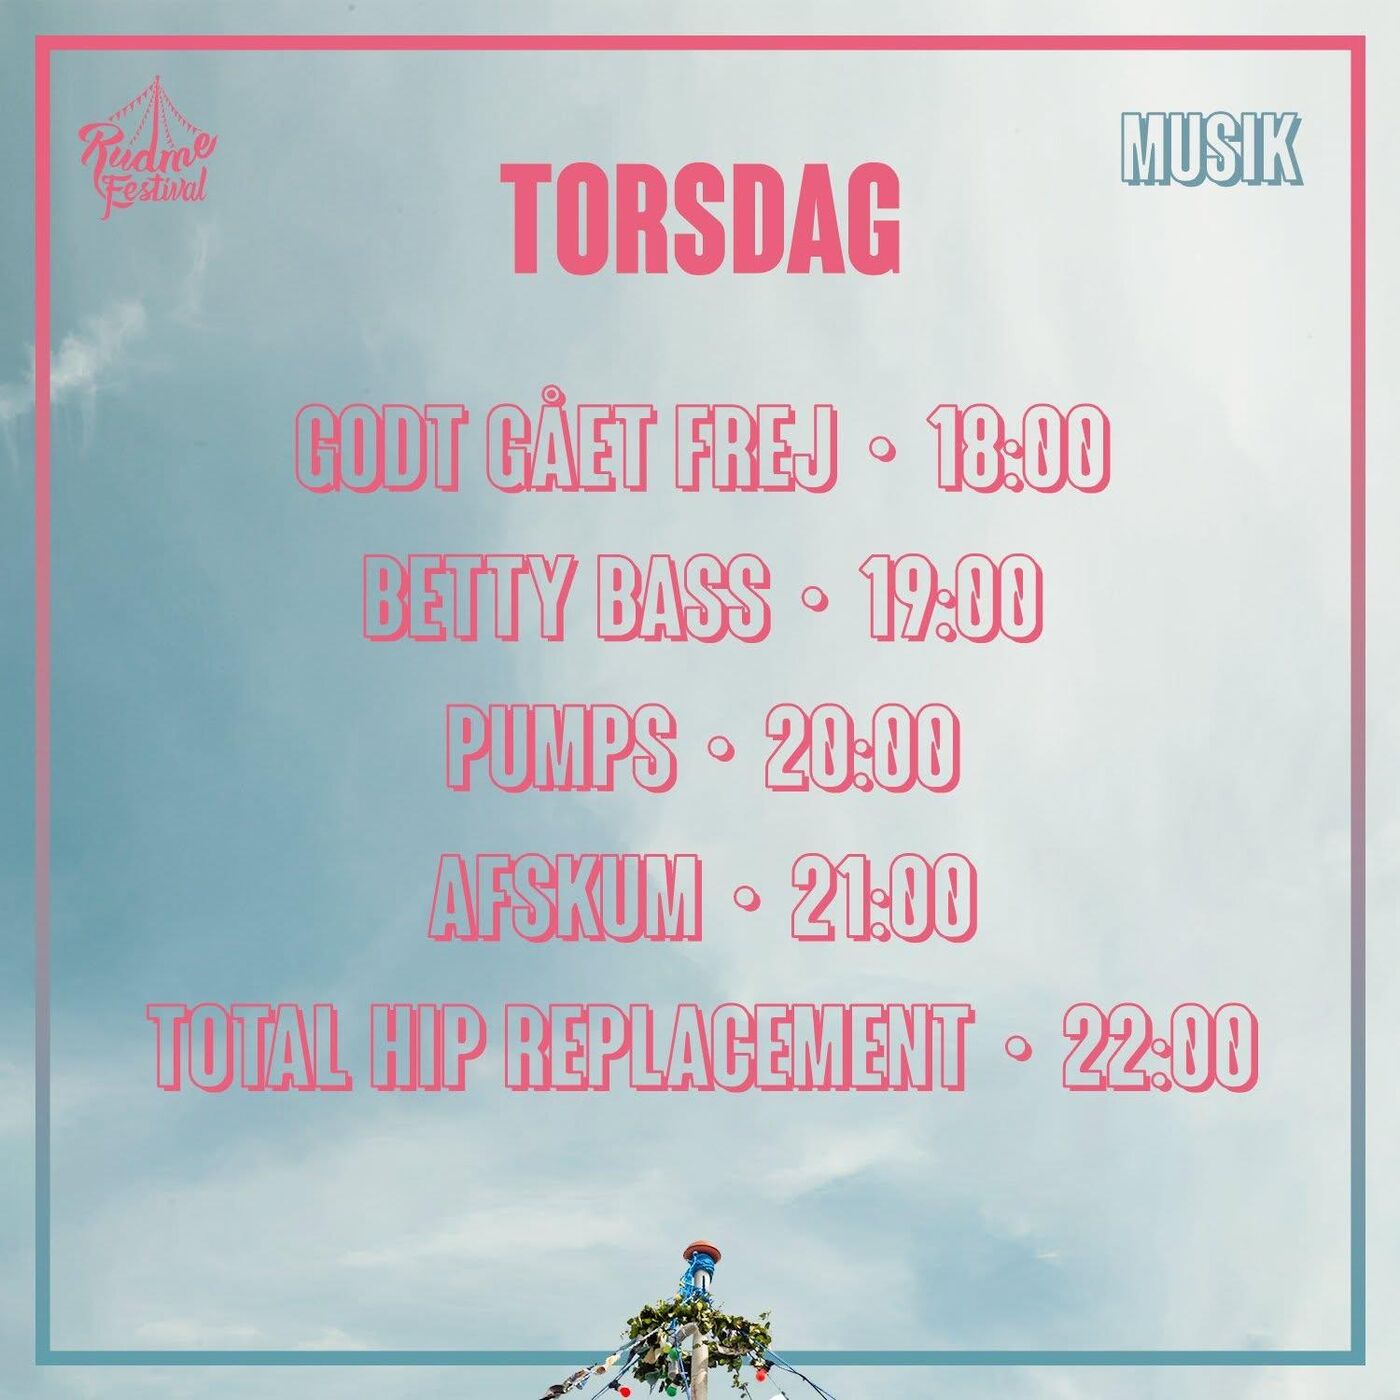 Rudme
Festival
MUSIK
TORSDAG
GODT GÅET FREJ • 18:00
BETTY BASS • 19:00
PUMPS • 20:00
AFSKUM • 21:00
TOTAL HIP REPLACEMENT • 22:00